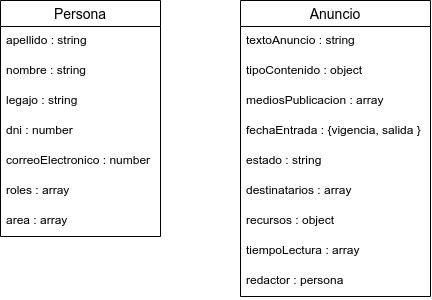 Persona
apellido : string
nombre : string
legajo : string
dni : number
correoElectronico : number
roles : array
area : array
Anuncio
textoAnuncio : string
tipoContenido : object
mediosPublicacion : array
fechaEntrada : {vigencia, salida }
estado : string
destinatarios : array
recursos : object
tiempoLectura : array
redactor : persona